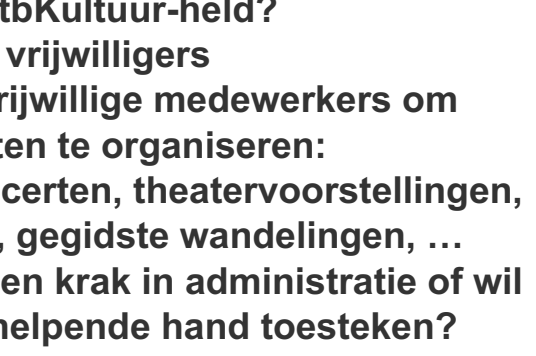 tbKultuur-held?
vrijwilligers
rijwillige medewerkers om
ten te organiseren:
certen, theatervoorstellingen,
, gegidste wandelingen, …
en krak in administratie of wil
helpende hand toesteken?